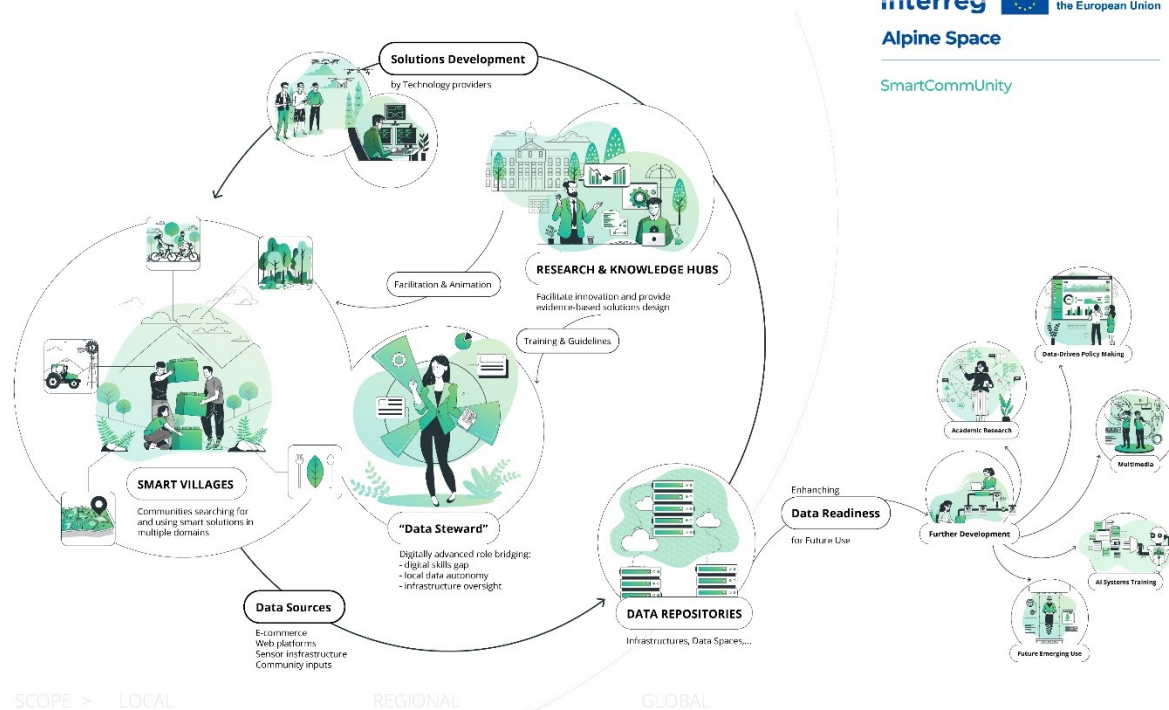 Interreg
the European Union
Alpine Space
SmartCommUnity
Solutions Development
by Technology providers
RESEARCH & KNOWLEDGE HUBS
Facilitate innovation and provide
evidence-based solutions design
Facilitation & Animation
Training & Guidelines
SMART VILLAGES
Communities searching for
and using smart solutions in
multiple domains
“Data Steward”
Digitally advanced role bridging:
- digital skills gap
- local data autonomy
- infrastructure oversight
Data Sources
E-commerce
Web platforms
Sensor insfrastructure
Community inputs
DATA REPOSITORIES
Infrastructures, Data Spaces,...
Enhanching
Data Readiness
for Future Use
Further Development
Academic Research
Data-Driven Policy Making
Multimedia
AI Systems Training
Future Emerging Use
SCOPE > LOCAL REGIONAL GLOBAL